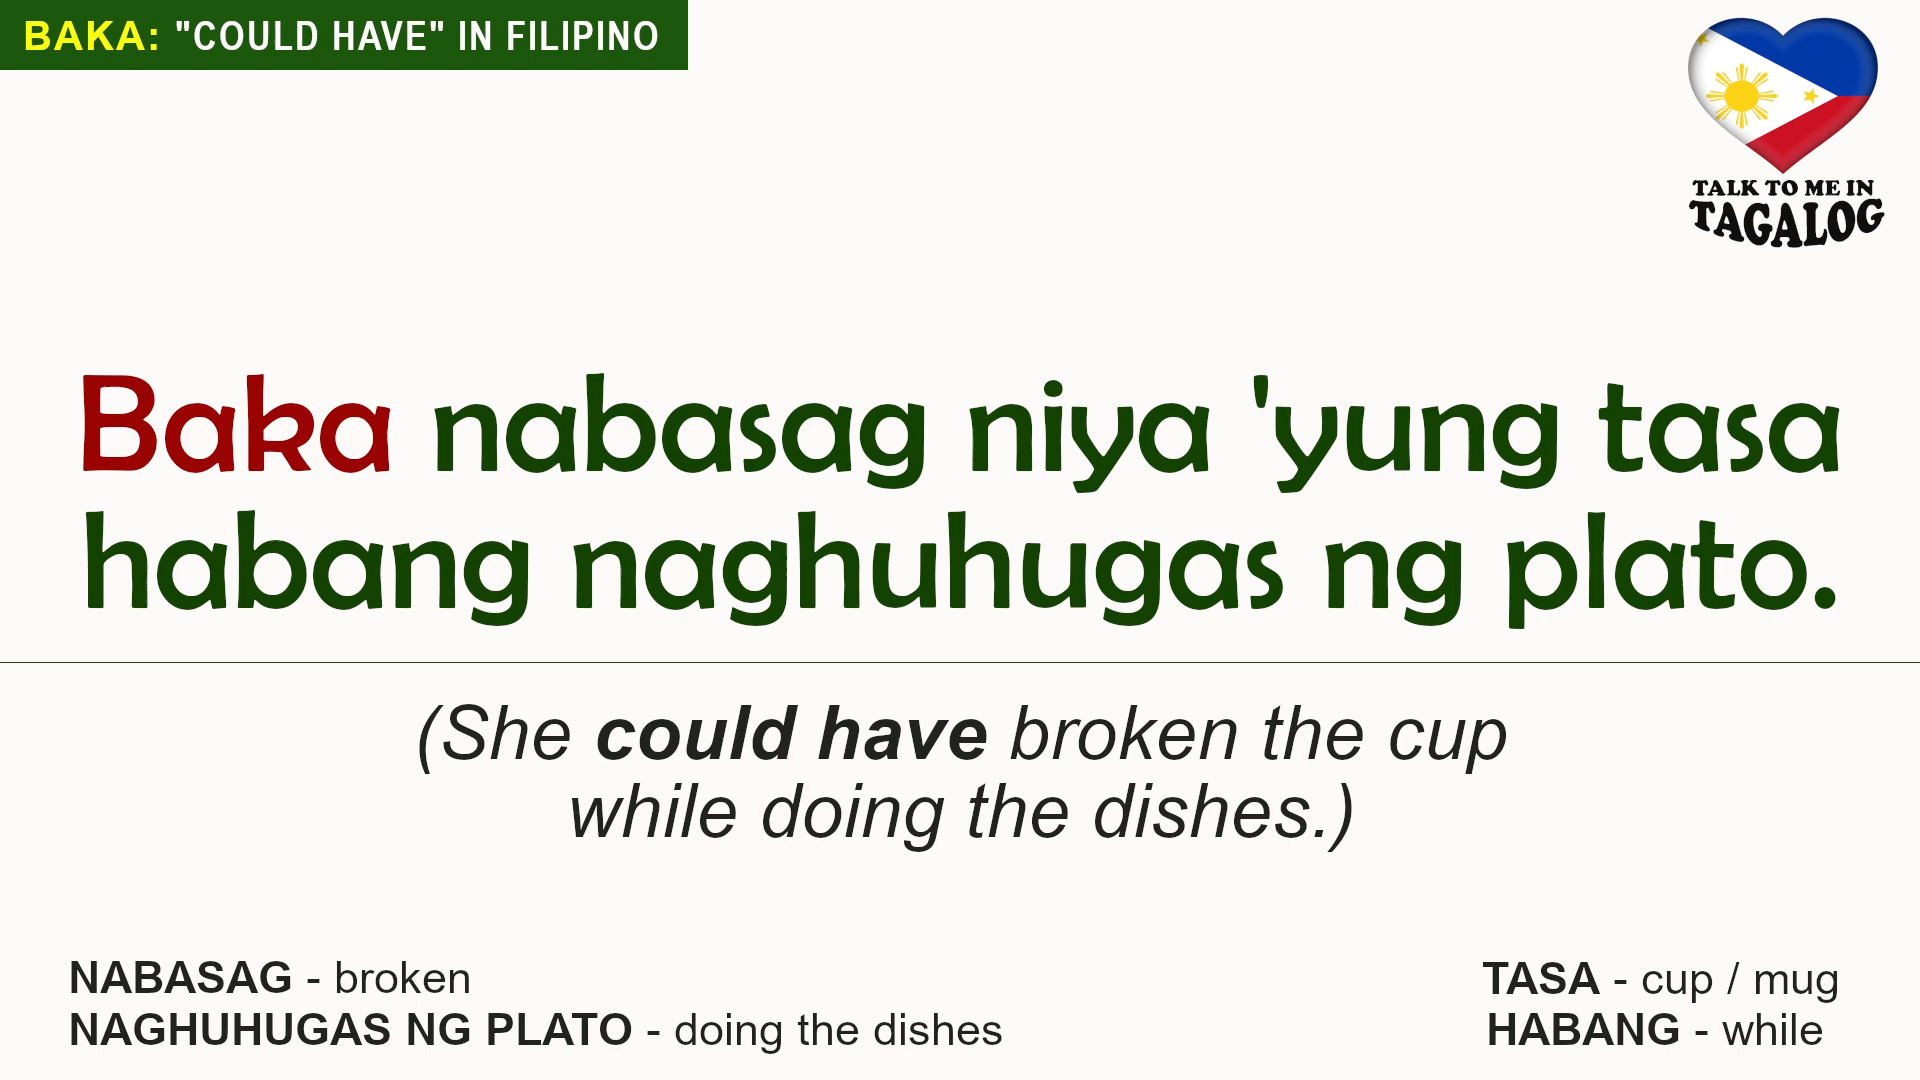 BAKA: "COULD HAVE" IN FILIPINO
TALK TO ME IN
TAGALOG
Baka nabasag niya 'yung tasa
habang naghuhugas ng plato.
(She could have broken the cup
while doing the dishes.)
NABASAG - broken
NAGHUHUGAS NG PLATO - doing the dishes
TASA - cup / mug
HABANG - while